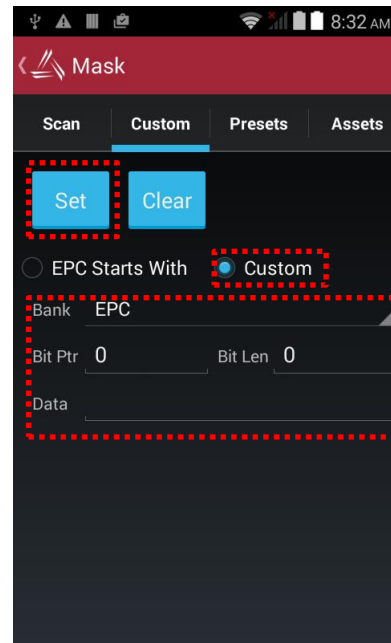 8:32 AM
Mask
Scan Custom Presets Assets
Set Clear
EPC Starts With Custom
Bank EPC
Bit Ptr 0 Bit Len 0
Data